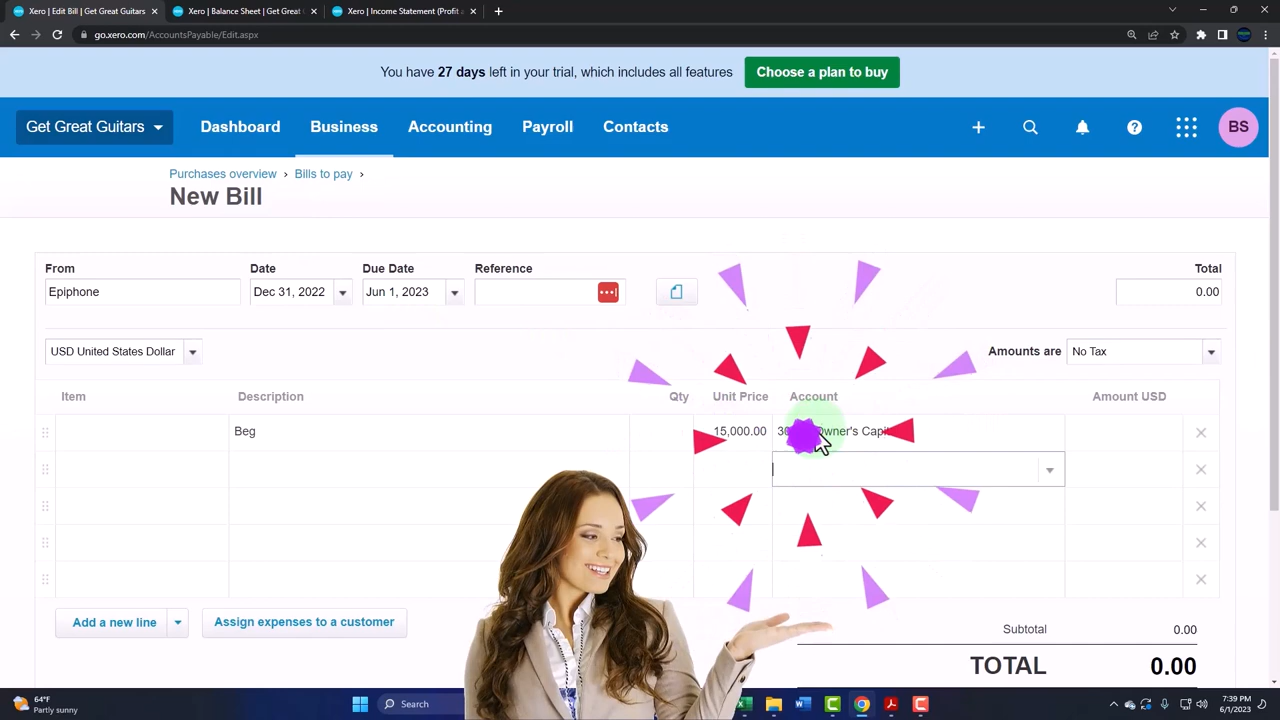 Xero | Edit Bill | Get Great Guitars
Xero | Balance Sheet | Get Great G
Xero | Income Statement (Profit a
go.xero.com/AccountsPayable/Edit.aspx
You have 27 days left in your trial, which includes all features
Choose a plan to buy
Get Great Guitars
Dashboard
Business
Accounting
Payroll
Contacts
BS
Purchases overview › Bills to pay ›
New Bill
From
Date
Due Date
Reference
Total
Epiphone
Dec 31, 2022
Jun 1, 2023
0.00
USD United States Dollar
Amounts are
No Tax
Item
Description
Qty
Unit Price
Account
Amount USD
Beg
15,000.00
Owner's
Add a new line
Assign expenses to a customer
Subtotal
0.00
TOTAL
0.00
64°F
Partly sunny
Search
7:39 PM
6/1/2023